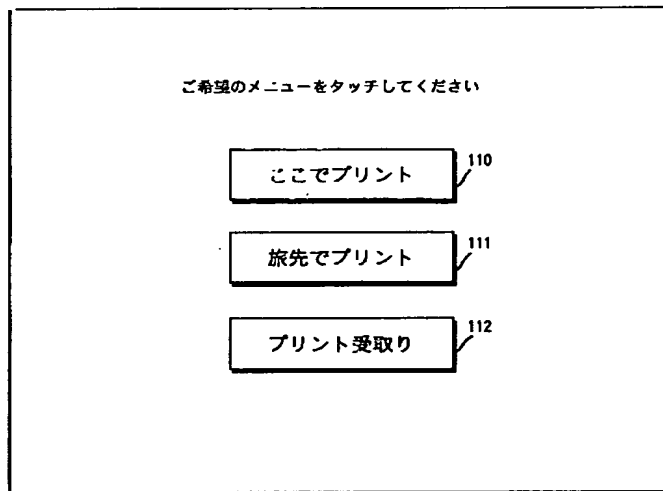 ご希望のメニューをタッチしてください
ここでプリント
110
旅先でプリント
111
プリント受取り
112